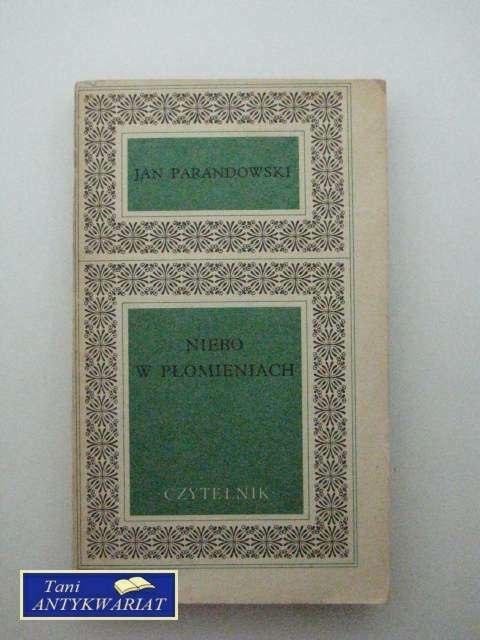 JAN PARANDOWSKI
NIEBO
W PŁOMIENIACH
CZYTELNIK
Tani
ANTYKWARIAT